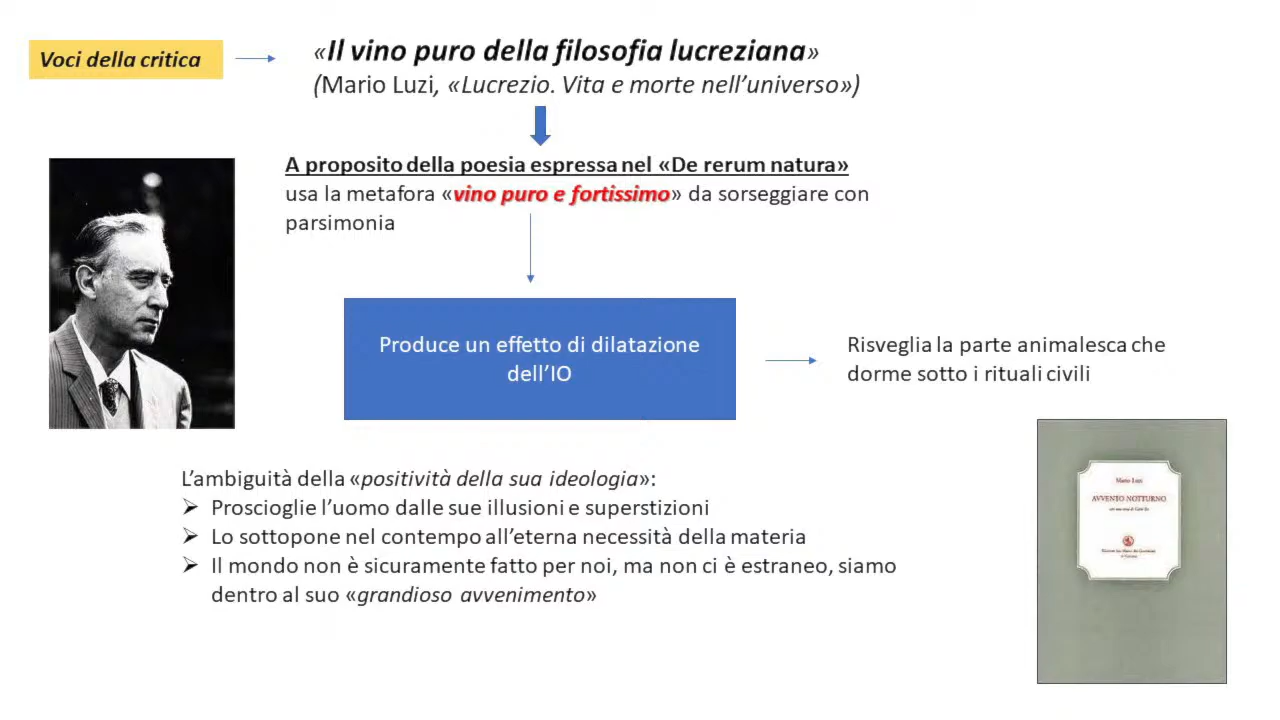 Voci della critica
«Il vino puro della filosofia lucreziana»
(Mario Luzi, «Lucrezio. Vita e morte nell’universo»)
A proposito della poesia espressa nel «De rerum natura»
usa la metafora «vino puro e fortissimo» da sorseggiare con
parsimonia
Produce un effetto di dilatazione
dell’IO
Risveglia la parte animalesca che
dorme sotto i rituali civili
L’ambiguità della «positività della sua ideologia»:
➢ Proscioglie l’uomo dalle sue illusioni e superstizioni
➢ Lo sottopone nel contempo all’eterna necessità della materia
➢ Il mondo non è sicuramente fatto per noi, ma non ci è estraneo, siamo
dentro al suo «grandioso avvenimento»
Mario Luzi
AVVENTO NOTTURNO